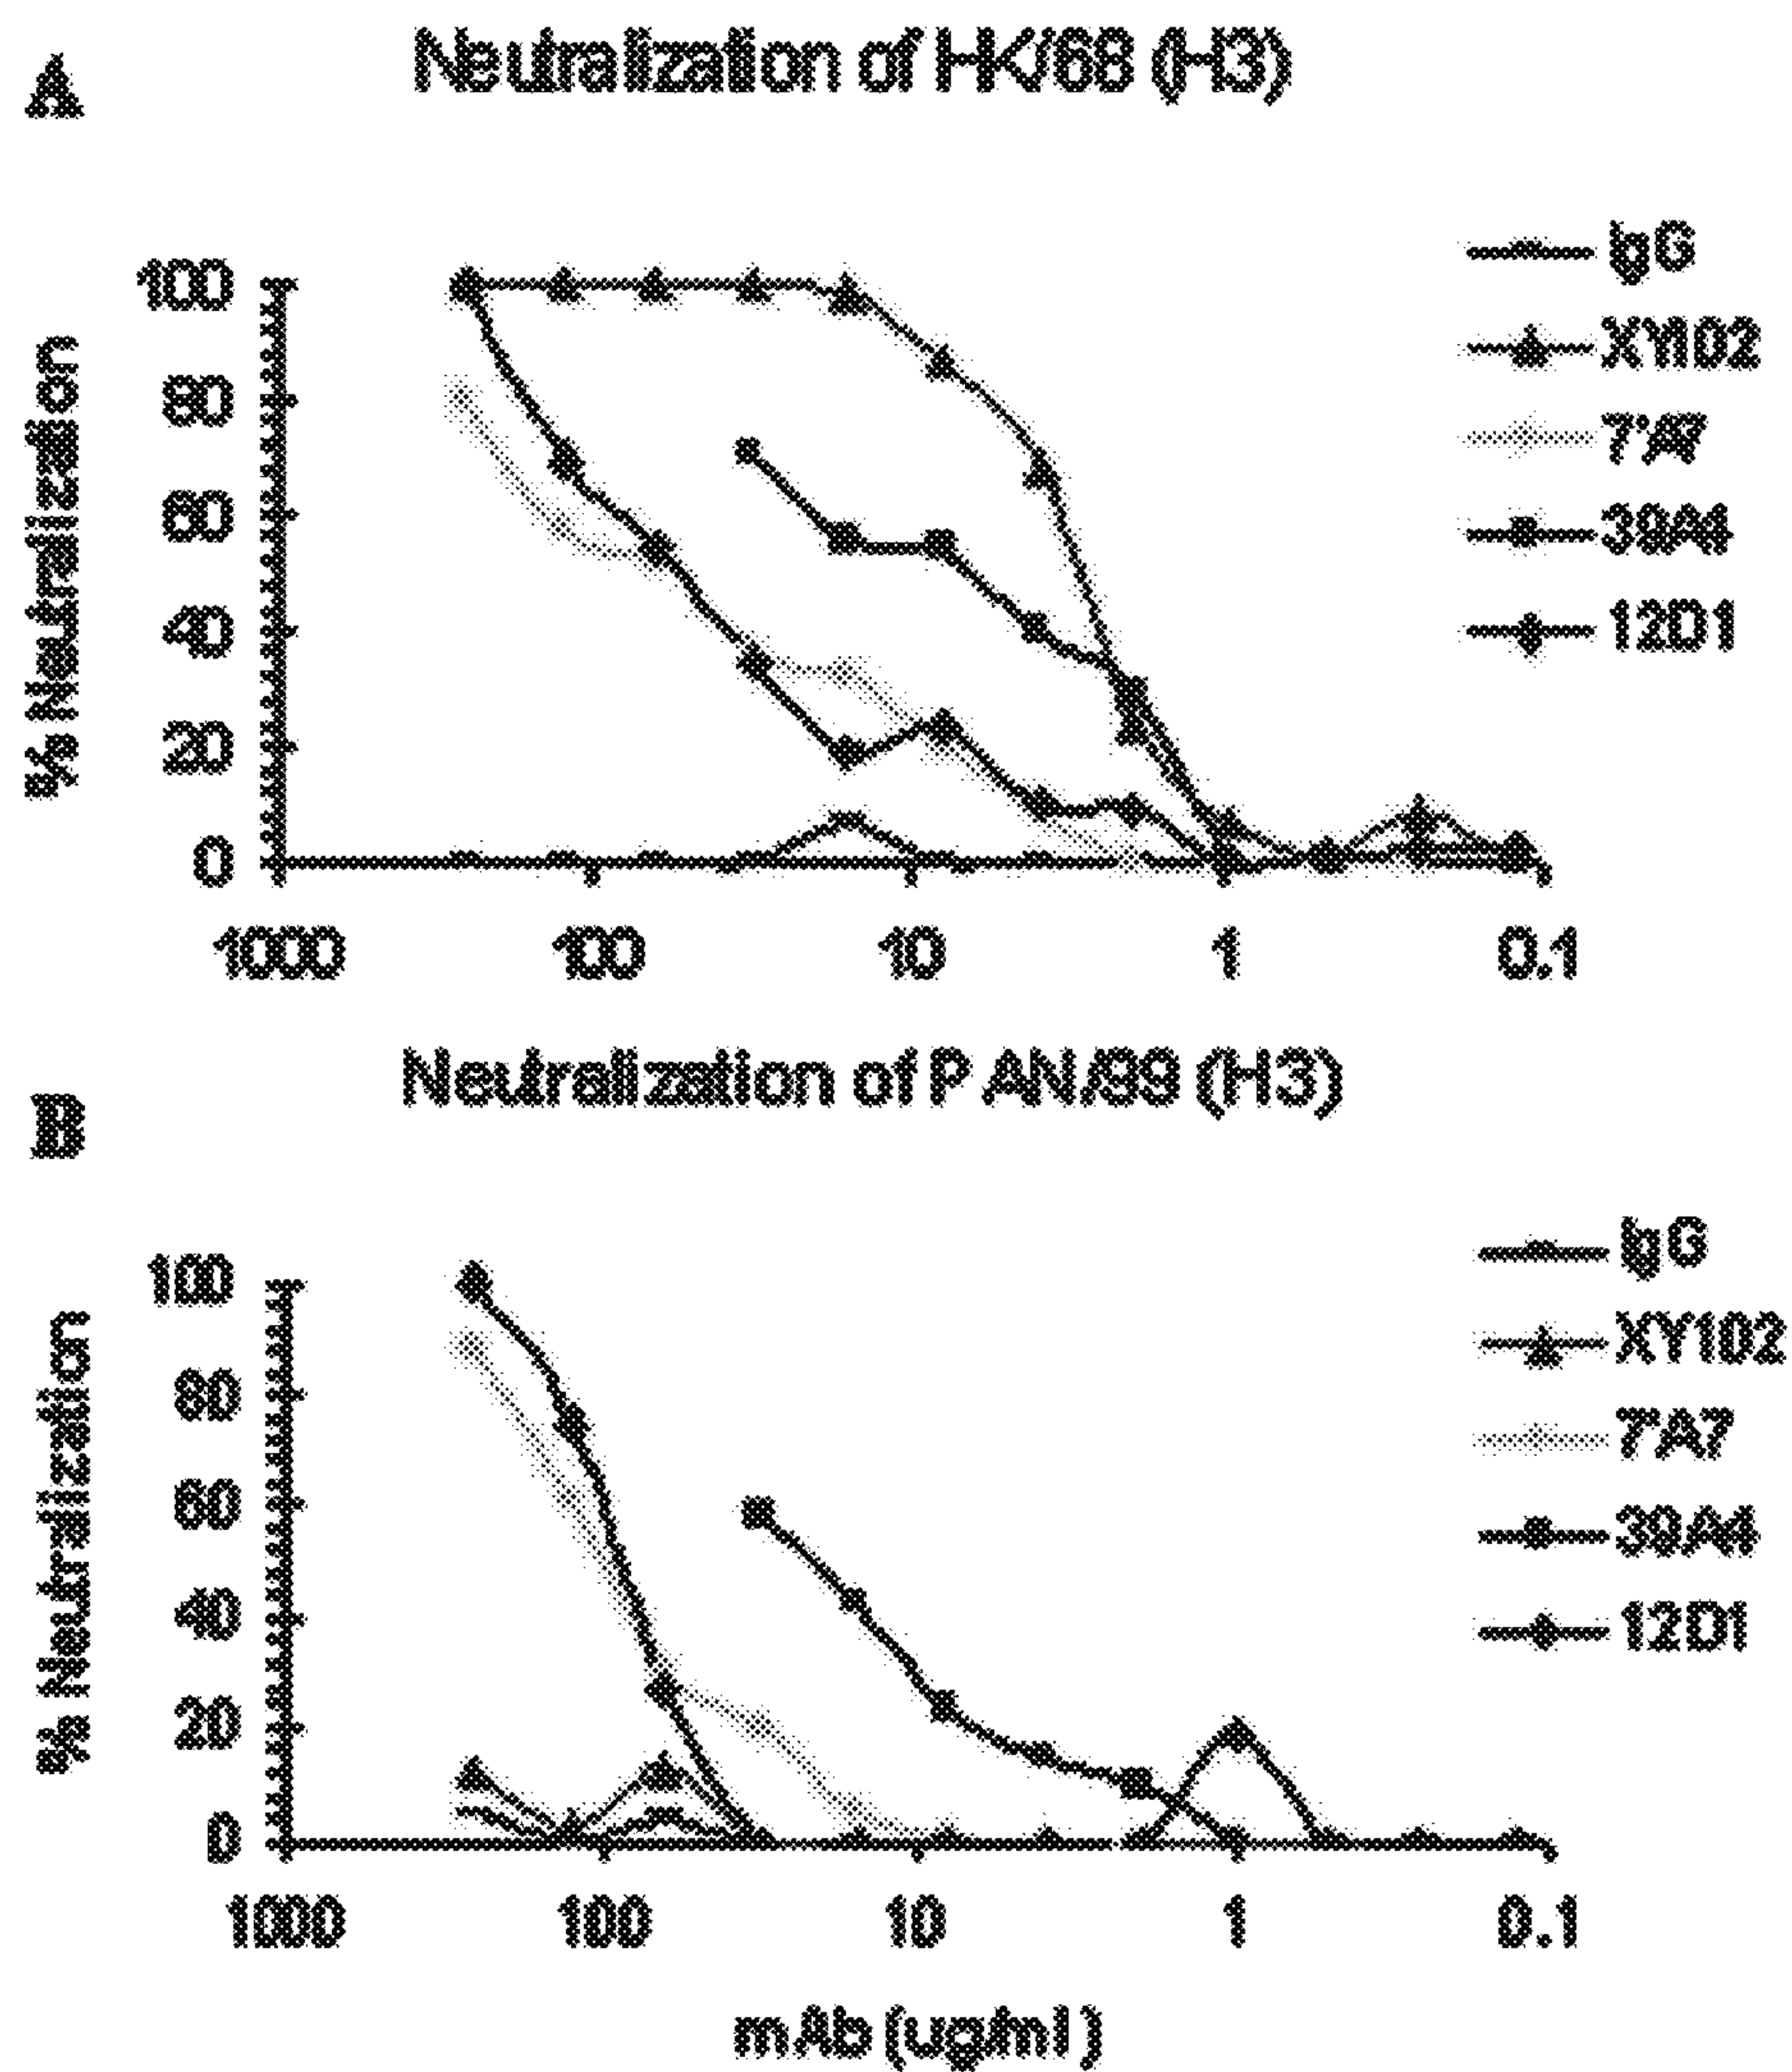 A
Neutralization of HK/68 (H3)
% Neutralization
100
80
60
40
20
0
1000
100
10
1
0.1
IgG
XY102
7A7
39A4
12D1
B
Neutralization of PAN/99 (H3)
% Neutralization
100
80
60
40
20
0
1000
100
10
1
0.1
IgG
XY102
7A7
39A4
12D1
mAb (ug/ml)